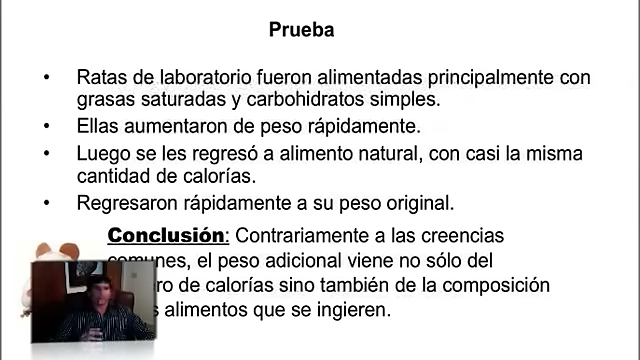 Prueba
• Ratas de laboratorio fueron alimentadas principalmente con
grasas saturadas y carbohidratos simples.
• Ellas aumentaron de peso rápidamente.
• Luego se les regresó a alimento natural, con casi la misma
cantidad de calorías.
• Regresaron rápidamente a su peso original.
Conclusión: Contrariamente a las creencias
comunes, el peso adicional viene no sólo del
ro de calorías sino también de la composición
s alimentos que se ingieren.